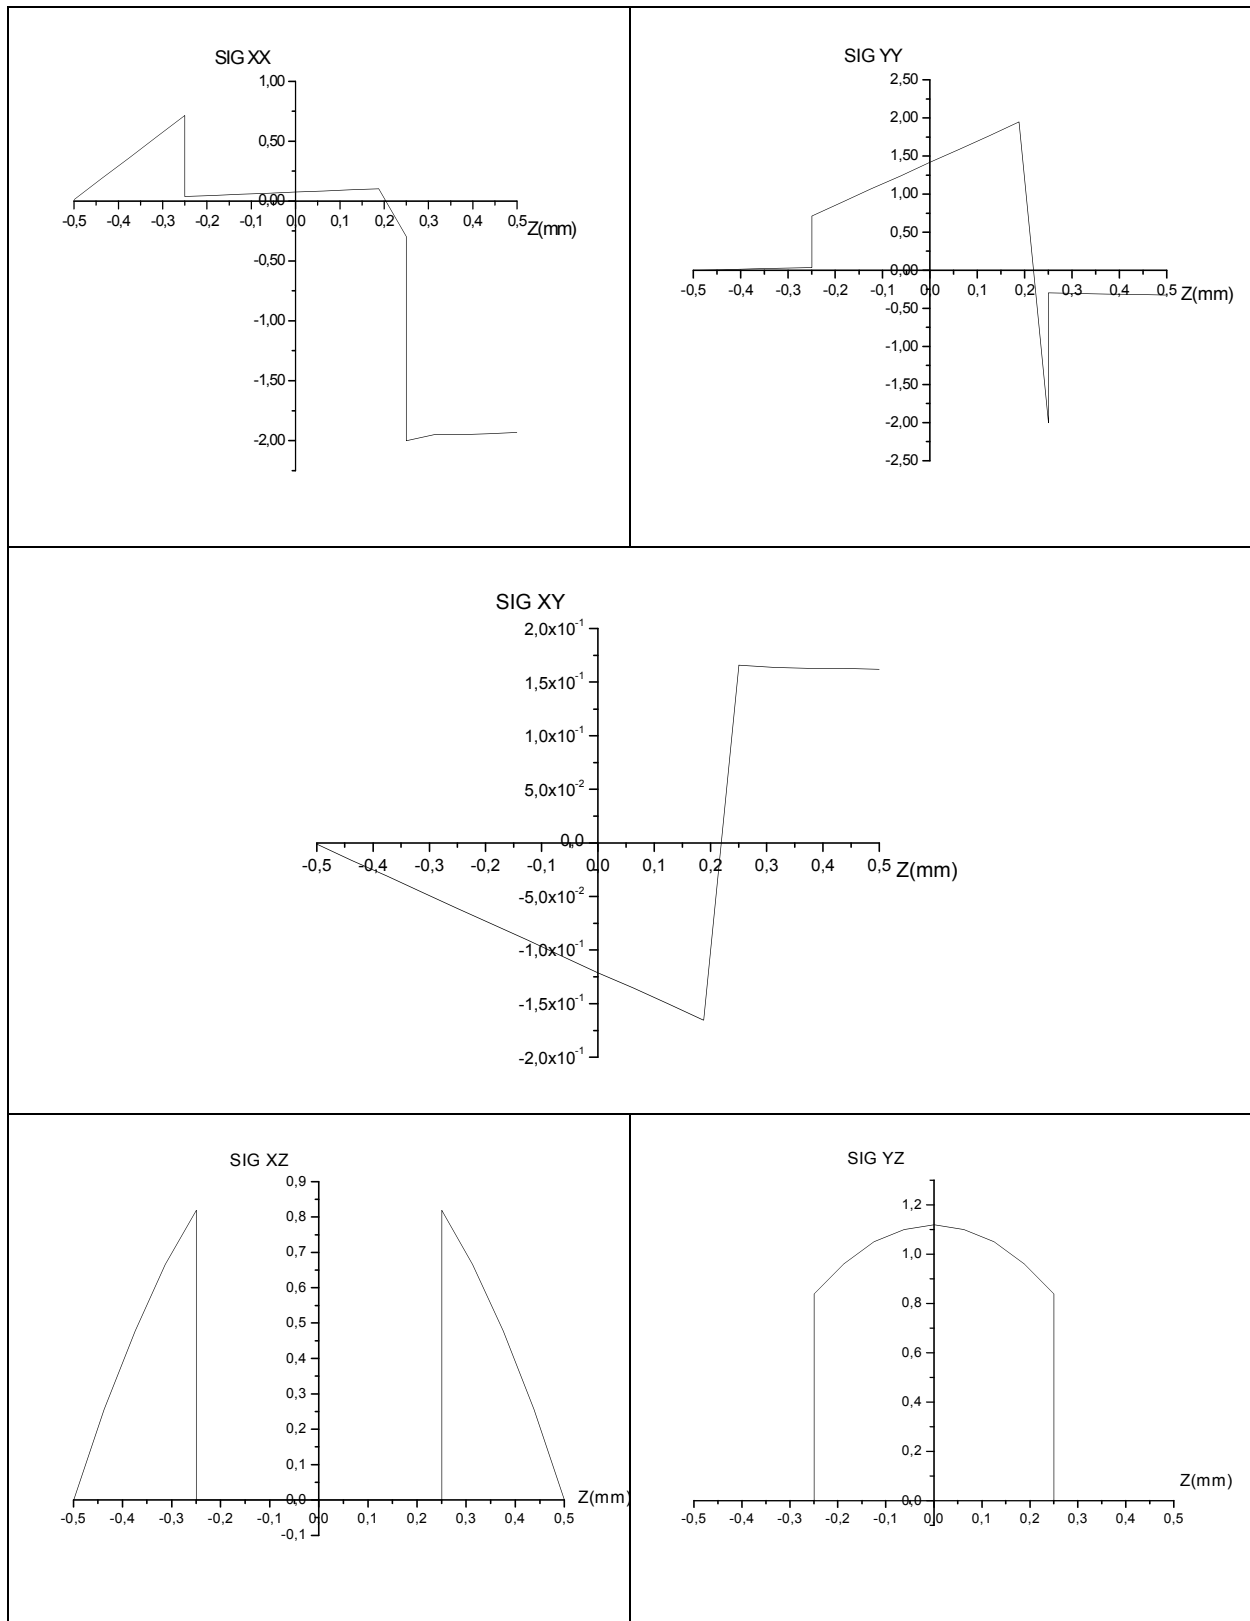 SIG XX
1,00
0,50
0,00
-0,5 -0,4 -0,3 -0,2 -0,1 0,0 0,1 0,2 0,3 0,4 0,5 Z(mm)
-0,50
-1,00
-1,50
-2,00
SIG YY
2,50
2,00
1,50
1,00
0,50
0,00
-0,5 -0,4 -0,3 -0,2 -0,1 0,0 0,1 0,2 0,3 0,4 0,5 Z(mm)
-0,50
-1,00
-1,50
-2,00
-2,50
SIG XY
2,0x10-1
1,5x10-1
1,0x10-1
5,0x10-2
0,0
-0,5 -0,4 -0,3 -0,2 -0,1 0,0 0,1 0,2 0,3 0,4 0,5 Z(mm)
-5,0x10-2
-1,0x10-1
-1,5x10-1
-2,0x10-1
SIG XZ
0,9
0,8
0,7
0,6
0,5
0,4
0,3
0,2
0,1
0,0 Z(mm)
-0,5 -0,4 -0,3 -0,2 -0,1 0,0 0,1 0,2 0,3 0,4 0,5
-0,1
SIG YZ
1,2
1,0
0,8
0,6
0,4
0,2
Z(mm)
0,0
-0,5 -0,4 -0,3 -0,2 -0,1 0,0 0,1 0,2 0,3 0,4 0,5